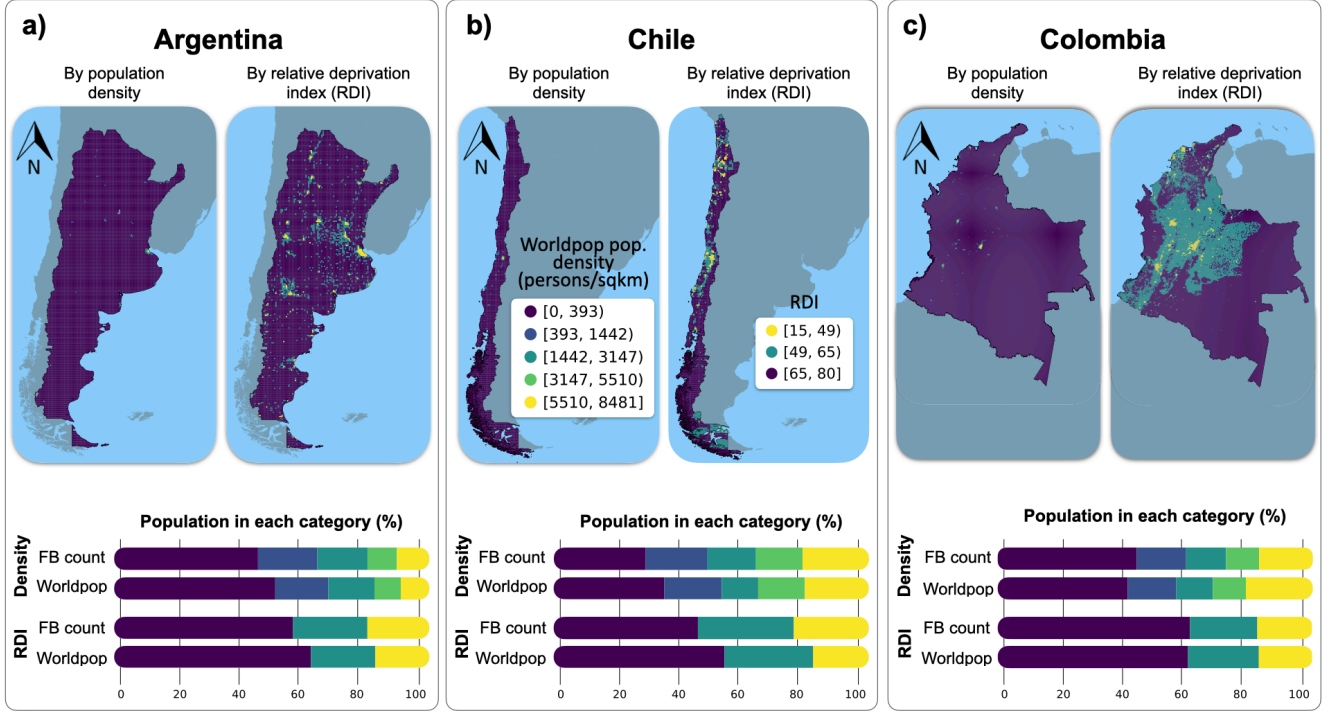 a)
Argentina
By population
density
By relative deprivation
index (RDI)
N
Population in each category (%)
Density
FB count
Worldpop
RDI
FB count
Worldpop
0 20 40 60 80 100
b)
Chile
By population
density
By relative deprivation
index (RDI)
N
Worldpop pop.
density
(persons/sqkm)
[0, 393)
[393, 1442)
[1442, 3147)
[3147, 5510)
[5510, 8481]
RDI
[15, 49)
[49, 65)
[65, 80]
Population in each category (%)
Density
FB count
Worldpop
RDI
FB count
Worldpop
0 20 40 60 80 100
c)
Colombia
By population
density
By relative deprivation
index (RDI)
N
Population in each category (%)
Density
FB count
Worldpop
RDI
FB count
Worldpop
0 20 40 60 80 100